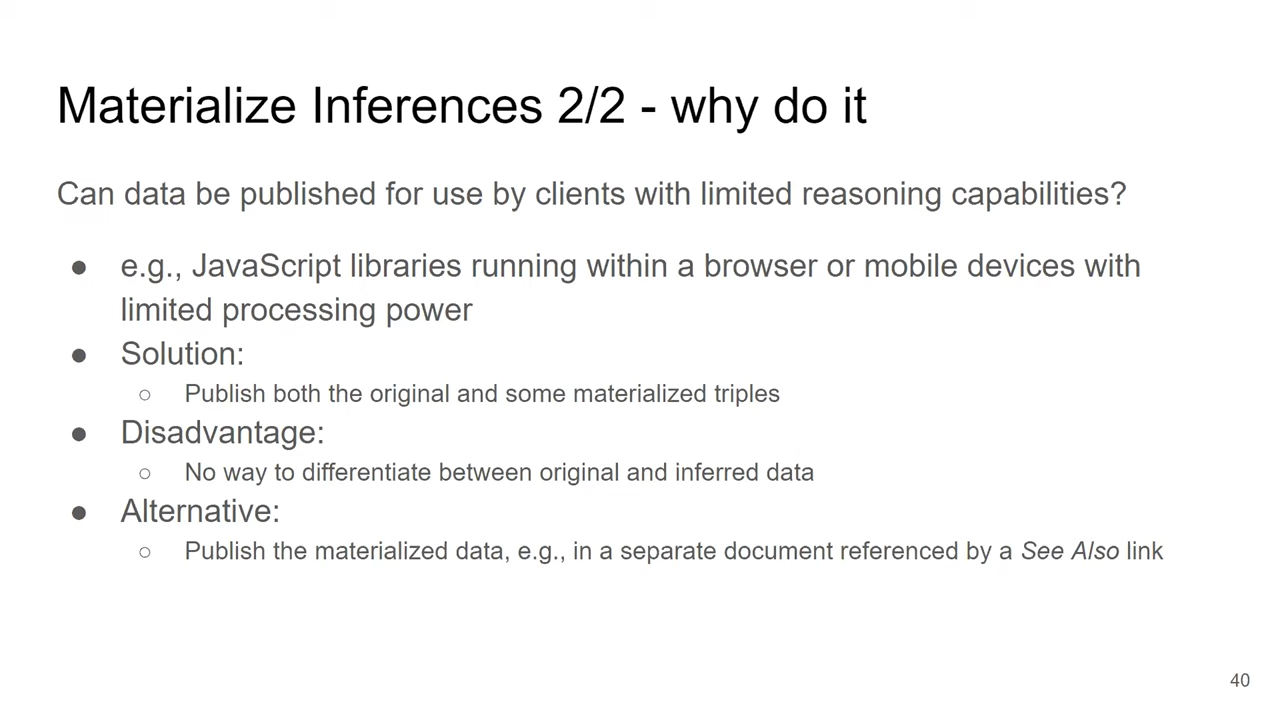 Materialize Inferences 2/2 - why do it
Can data be published for use by clients with limited reasoning capabilities?
● e.g., JavaScript libraries running within a browser or mobile devices with
limited processing power
● Solution:
○ Publish both the original and some materialized triples
● Disadvantage:
○ No way to differentiate between original and inferred data
● Alternative:
○ Publish the materialized data, e.g., in a separate document referenced by a See Also link
40